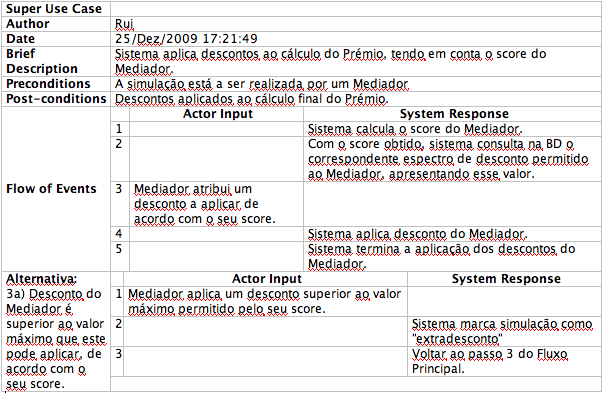 Super Use Case
Author Rui
Date 25/Dez/2009 17:21:49
Brief Description Sistema aplica descontos ao cálculo do Prémio, tendo em conta o score do
Mediador.
Preconditions A simulação está a ser realizada por um Mediador
Post-conditions Descontos aplicados ao cálculo final do Prémio.
Flow of Events
Actor Input System Response
1 Sistema calcula o score do Mediador.
2 Com o score obtido, sistema consulta na BD o
correspondente espectro de desconto permitido
ao Mediador, apresentando esse valor.
3 Mediador atribui um
desconto a aplicar de
acordo com o seu score.
4 Sistema aplica desconto do Mediador.
5 Sistema termina a aplicação dos descontos do
Mediador.
Alternativa:
3a) Desconto do
Mediador é
superior ao valor
máximo que este
pode aplicar, de
acordo com o
seu score.
Actor Input System Response
1 Mediador aplica um desconto superior ao valor
máximo permitido pelo seu score.
2 Sistema marca simulação como
"extradesconto"
3 Voltar ao passo 3 do Fluxo
Principal.